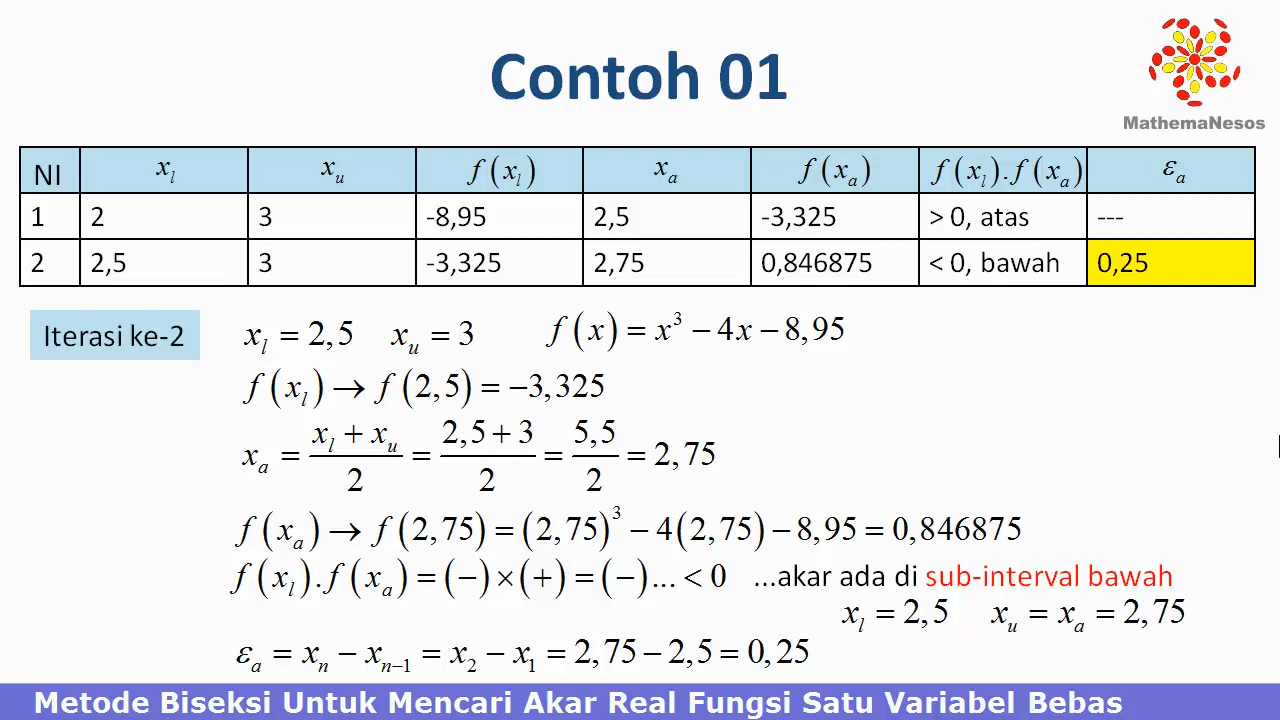 Contoh 01
MathemaNesos
NI x_l x_u f(x_l) x_a f(x_a) f(x_l).f(x_a) ε_a
1 2 3 -8,95 2,5 -3,325 > 0, atas ---
2 2,5 3 -3,325 2,75 0,846875 < 0, bawah 0,25
Iterasi ke-2 x_l = 2,5 x_u = 3 f(x) = x³ − 4x − 8,95
f(x_l) → f(2,5) = −3,325
x_a = (x_l + x_u)/2 = (2,5 + 3)/2 = 5,5/2 = 2,75
f(x_a) → f(2,75) = (2,75)³ − 4(2,75) − 8,95 = 0,846875
f(x_l).f(x_a) = (−)×(+) = (−)... < 0 ...akar ada di sub-interval bawah
x_l = 2,5 x_u = x_a = 2,75
ε_a = x_n − x_{n−1} = x_2 − x_1 = 2,75 − 2,5 = 0,25
Metode Biseksi Untuk Mencari Akar Real Fungsi Satu Variabel Bebas